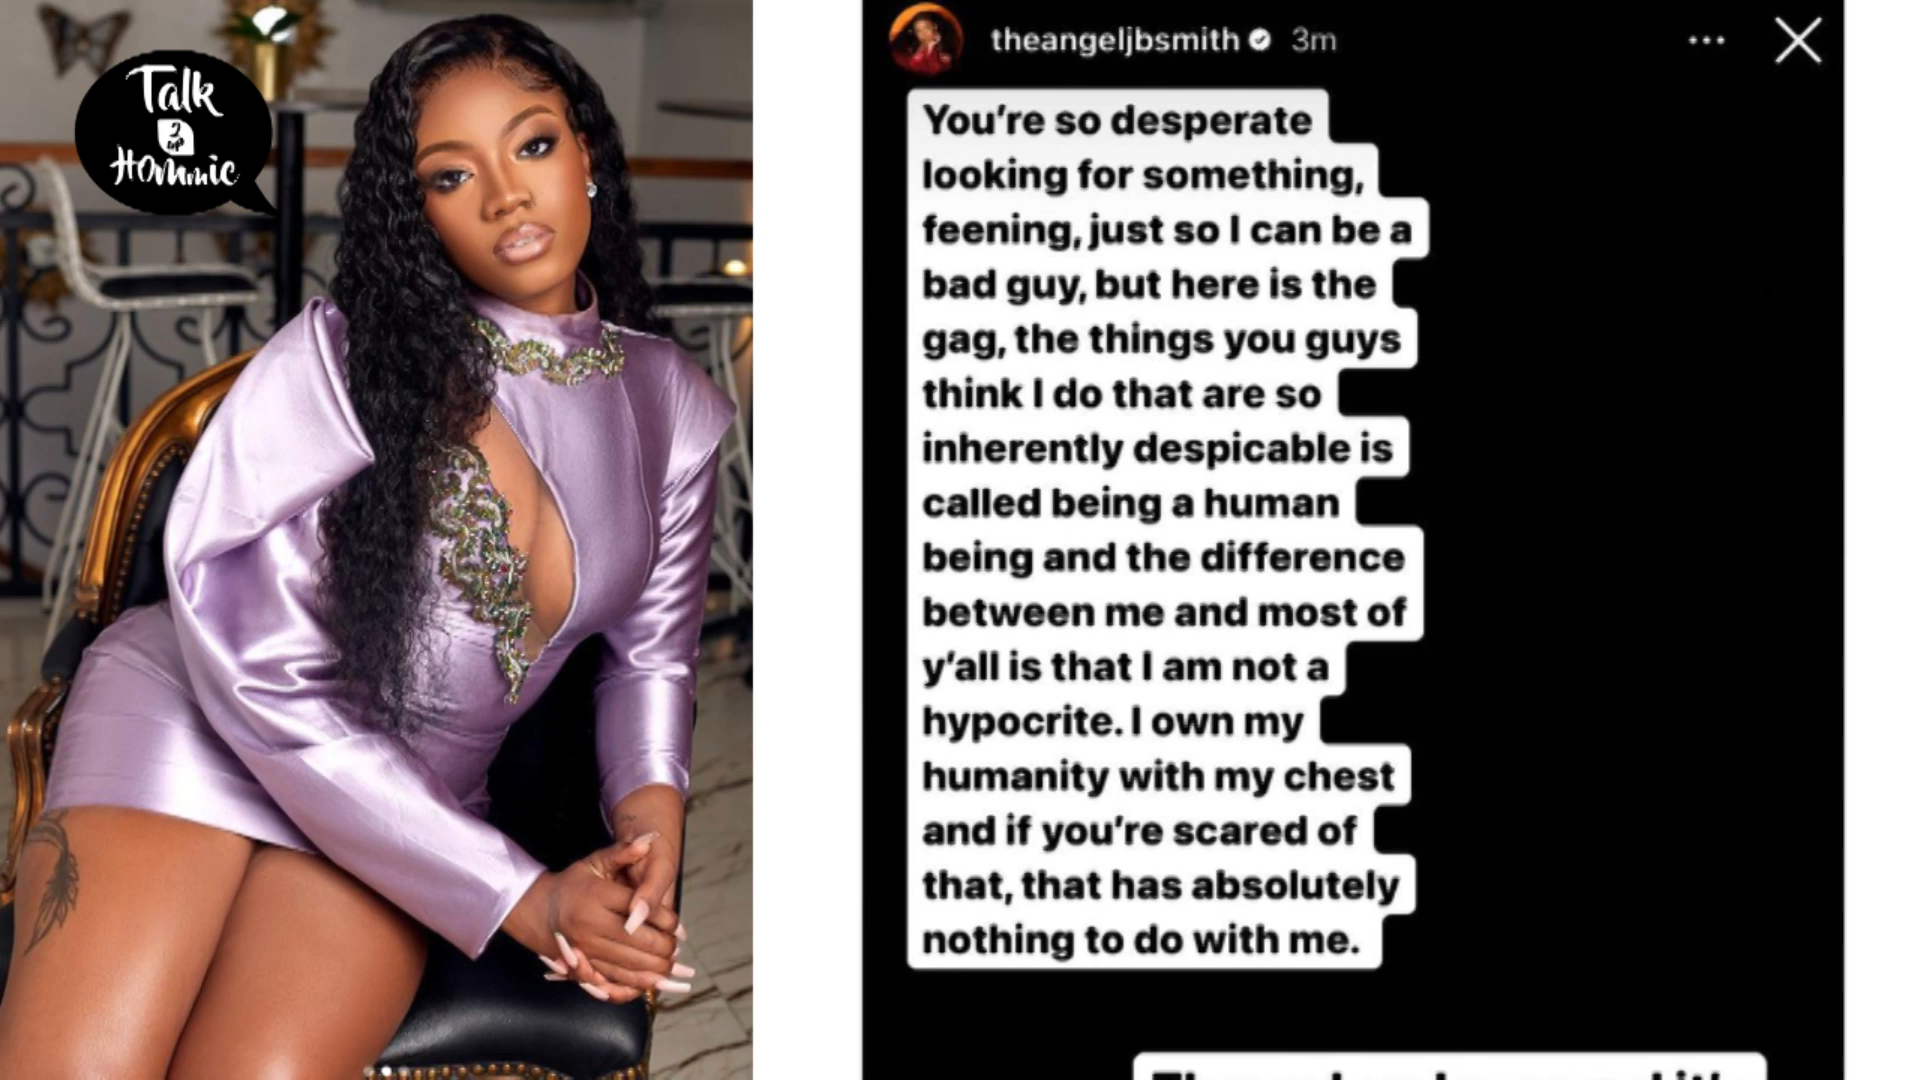 Talk
2
up
HOMMIC
theangeljbsmith 3m
You're so desperate
looking for something,
feening, just so I can be a
bad guy, but here is the
gag, the things you guys
think I do that are so
inherently despicable is
called being a human
being and the difference
between me and most of
y'all is that I am not a
hypocrite. I own my
humanity with my chest
and if you're scared of
that, that has absolutely
nothing to do with me.